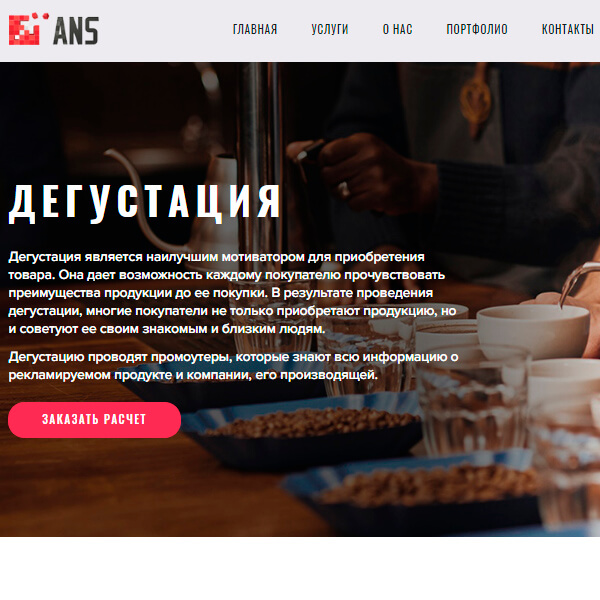 ANS
ГЛАВНАЯ УСЛУГИ О НАС ПОРТФОЛИО КОНТАКТЫ
ДЕГУСТАЦИЯ
Дегустация является наилучшим мотиватором для приобретения
товара. Она дает возможность каждому покупателю прочувствовать
преимущества продукции до ее покупки. В результате проведения
дегустации, многие покупатели не только приобретают продукцию, но
и советуют ее своим знакомым и близким людям.
Дегустацию проводят промоутеры, которые знают всю информацию о
рекламируемом продукте и компании, его производящей.
ЗАКАЗАТЬ РАСЧЕТ